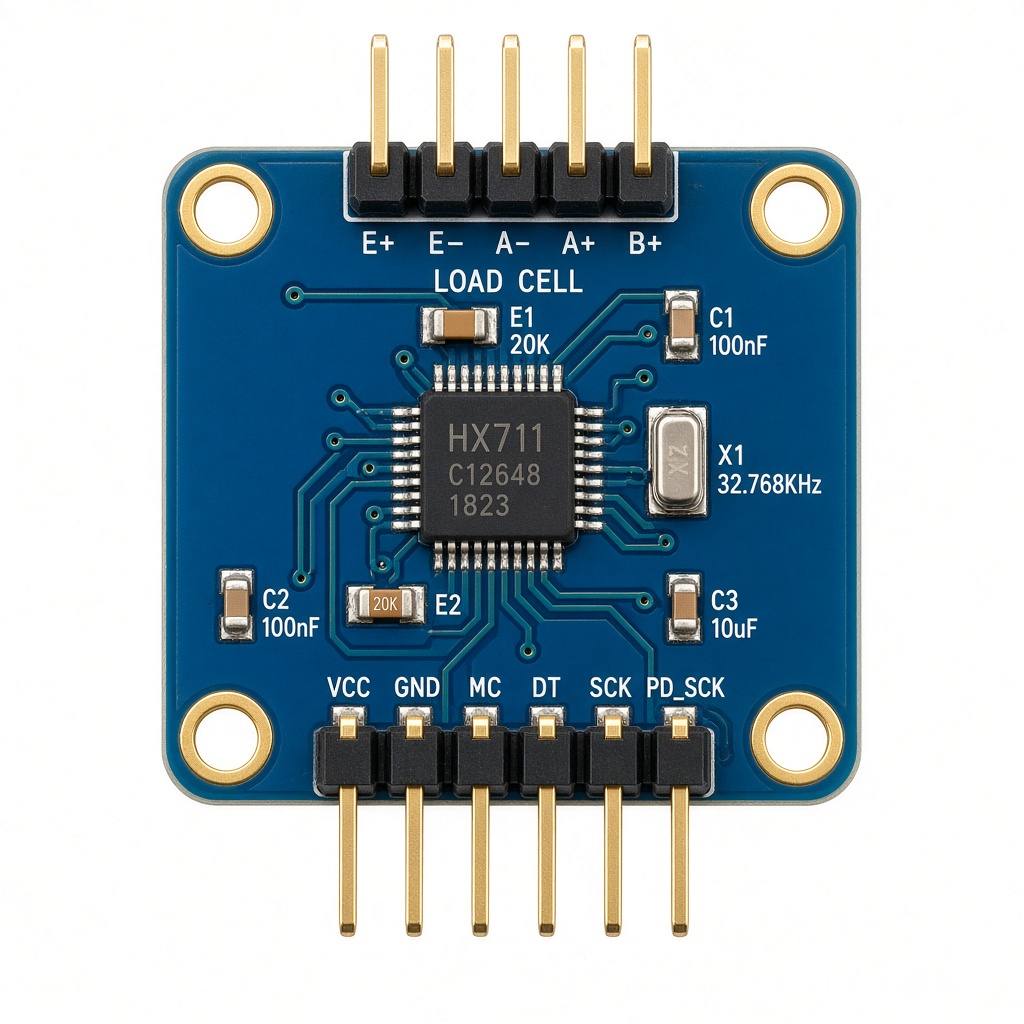 E+ E− A− A+ B+
LOAD CELL
E1
20K
C1
100nF
HX711
C12648
1823
X1
32.768KHz
C2
100nF
20K
E2
C3
10uF
VCC GND MC DT SCK PD_SCK